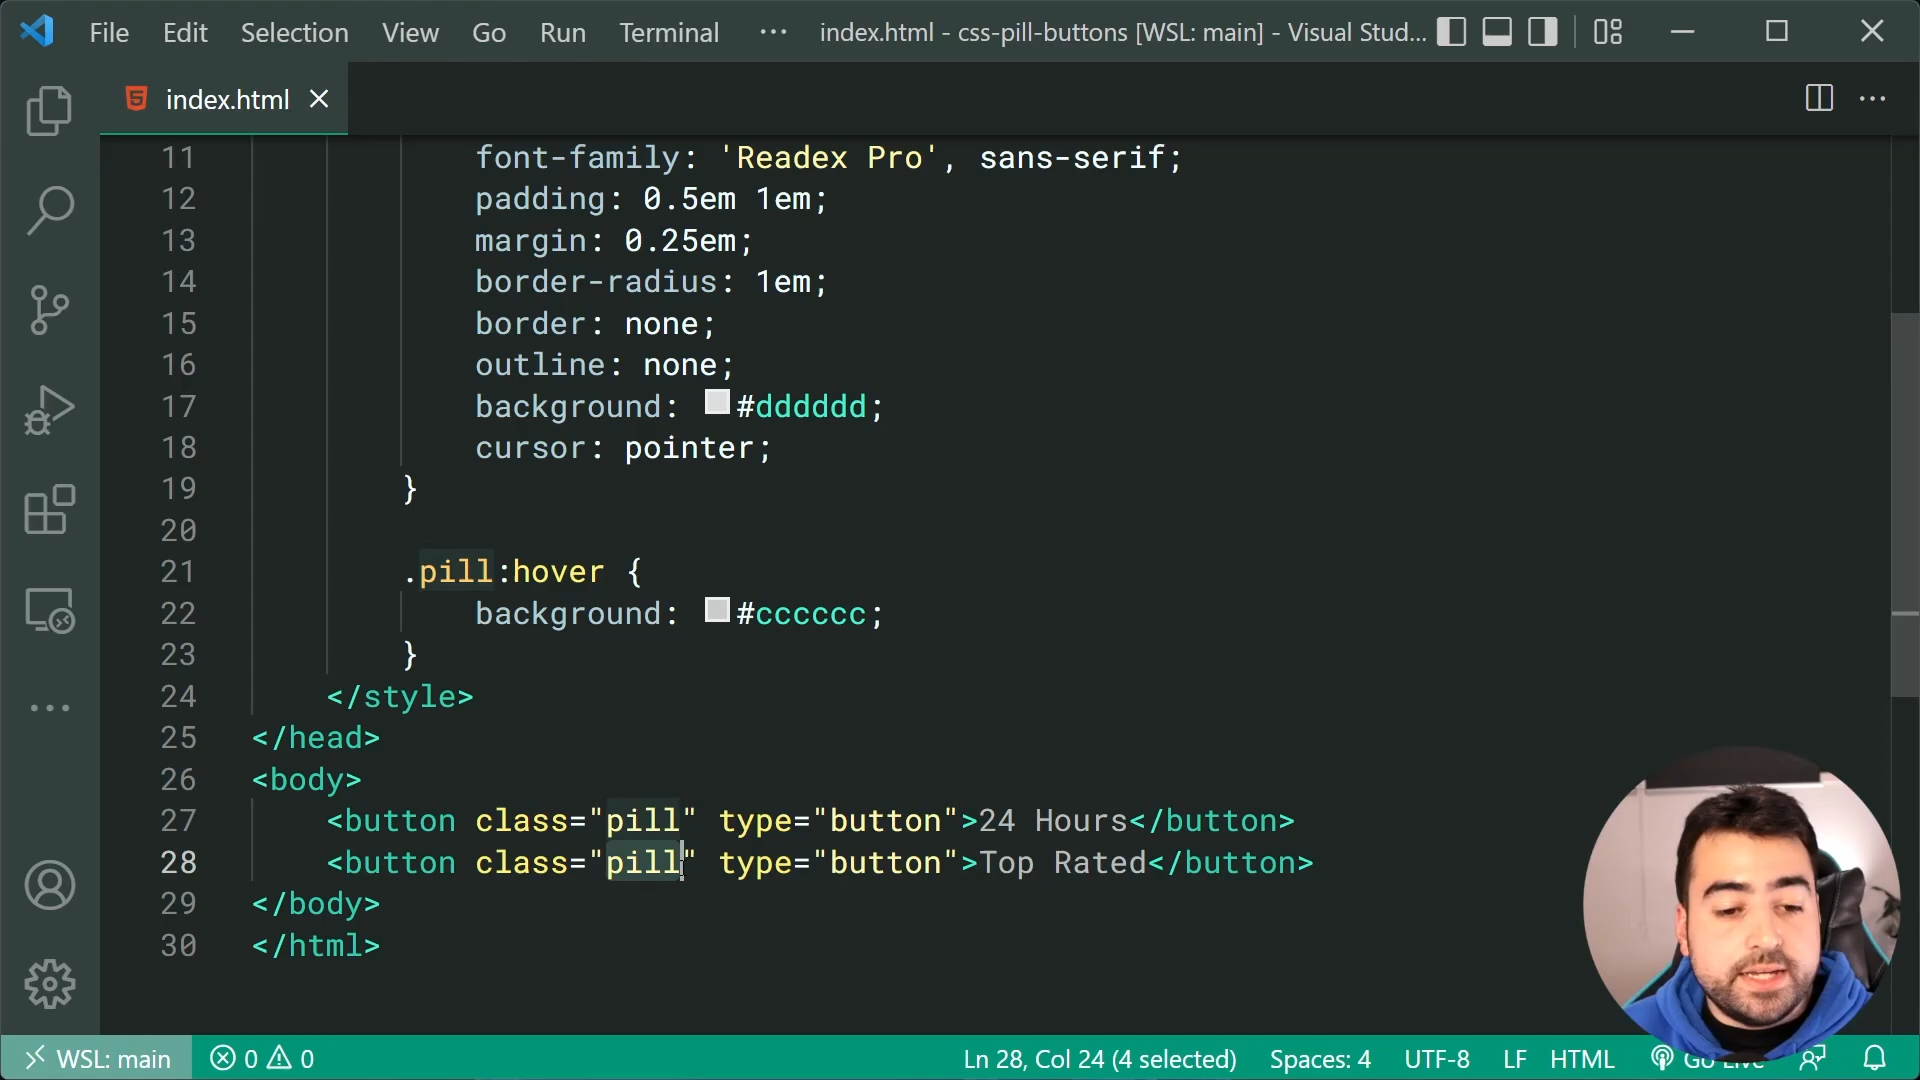 File Edit Selection View Go Run Terminal ··· index.html - css-pill-buttons [WSL: main] - Visual Stud...
index.html
11 font-family: 'Readex Pro', sans-serif;
12 padding: 0.5em 1em;
13 margin: 0.25em;
14 border-radius: 1em;
15 border: none;
16 outline: none;
17 background: #dddddd;
18 cursor: pointer;
19 }
20
21 .pill:hover {
22 background: #cccccc;
23 }
24 </style>
25 </head>
26 <body>
27 <button class="pill" type="button">24 Hours</button>
28 <button class="pill" type="button">Top Rated</button>
29 </body>
30 </html>
WSL: main 0 0 Ln 28, Col 24 (4 selected) Spaces: 4 UTF-8 LF HTML Go Live